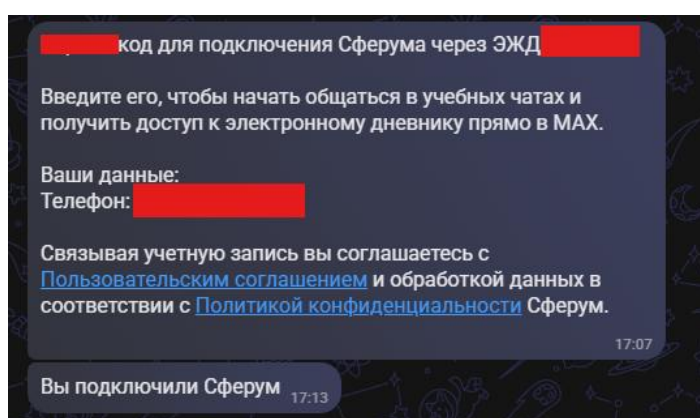 код для подключения Сферума через ЭЖД
Введите его, чтобы начать общаться в учебных чатах и
получить доступ к электронному дневнику прямо в MAX.
Ваши данные:
Телефон:
Связывая учетную запись вы соглашаетесь с
Пользовательским соглашением и обработкой данных в
соответствии с Политикой конфиденциальности Сферум.
17:07
Вы подключили Сферум 17:13